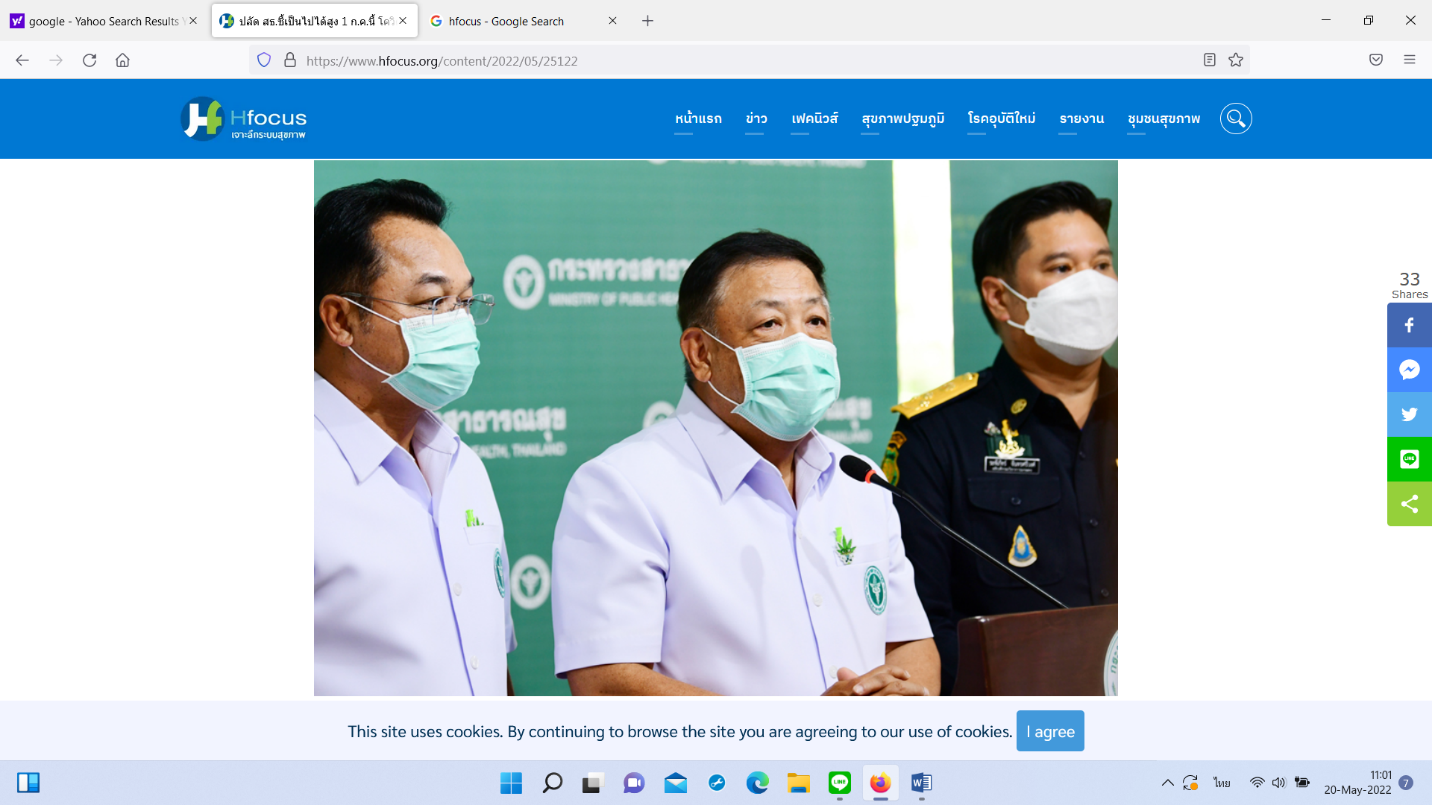 google - Yahoo Search Results
ปลัด สธ.ชี้เป็นไปได้สูง 1 ก.ค.นี้
hfocus - Google Search
https://www.hfocus.org/content/2022/05/25122
Hfocus
เจาะลึกระบบสุขภาพ
หน้าแรก
ข่าว
เฟคนิวส์
สุขภาพปฐมภูมิ
โรคอุบัติใหม่
รายงาน
ชุมชนสุขภาพ
กระทรวงสาธา
MINISTRY OF PUBLIC HEA
สาธารณสุข
HEALTH, THAILAND
33
Shares
LINE
This site uses cookies. By continuing to browse the site you are agreeing to our use of cookies.
I agree
ไทย
11:01
20-May-2022
7